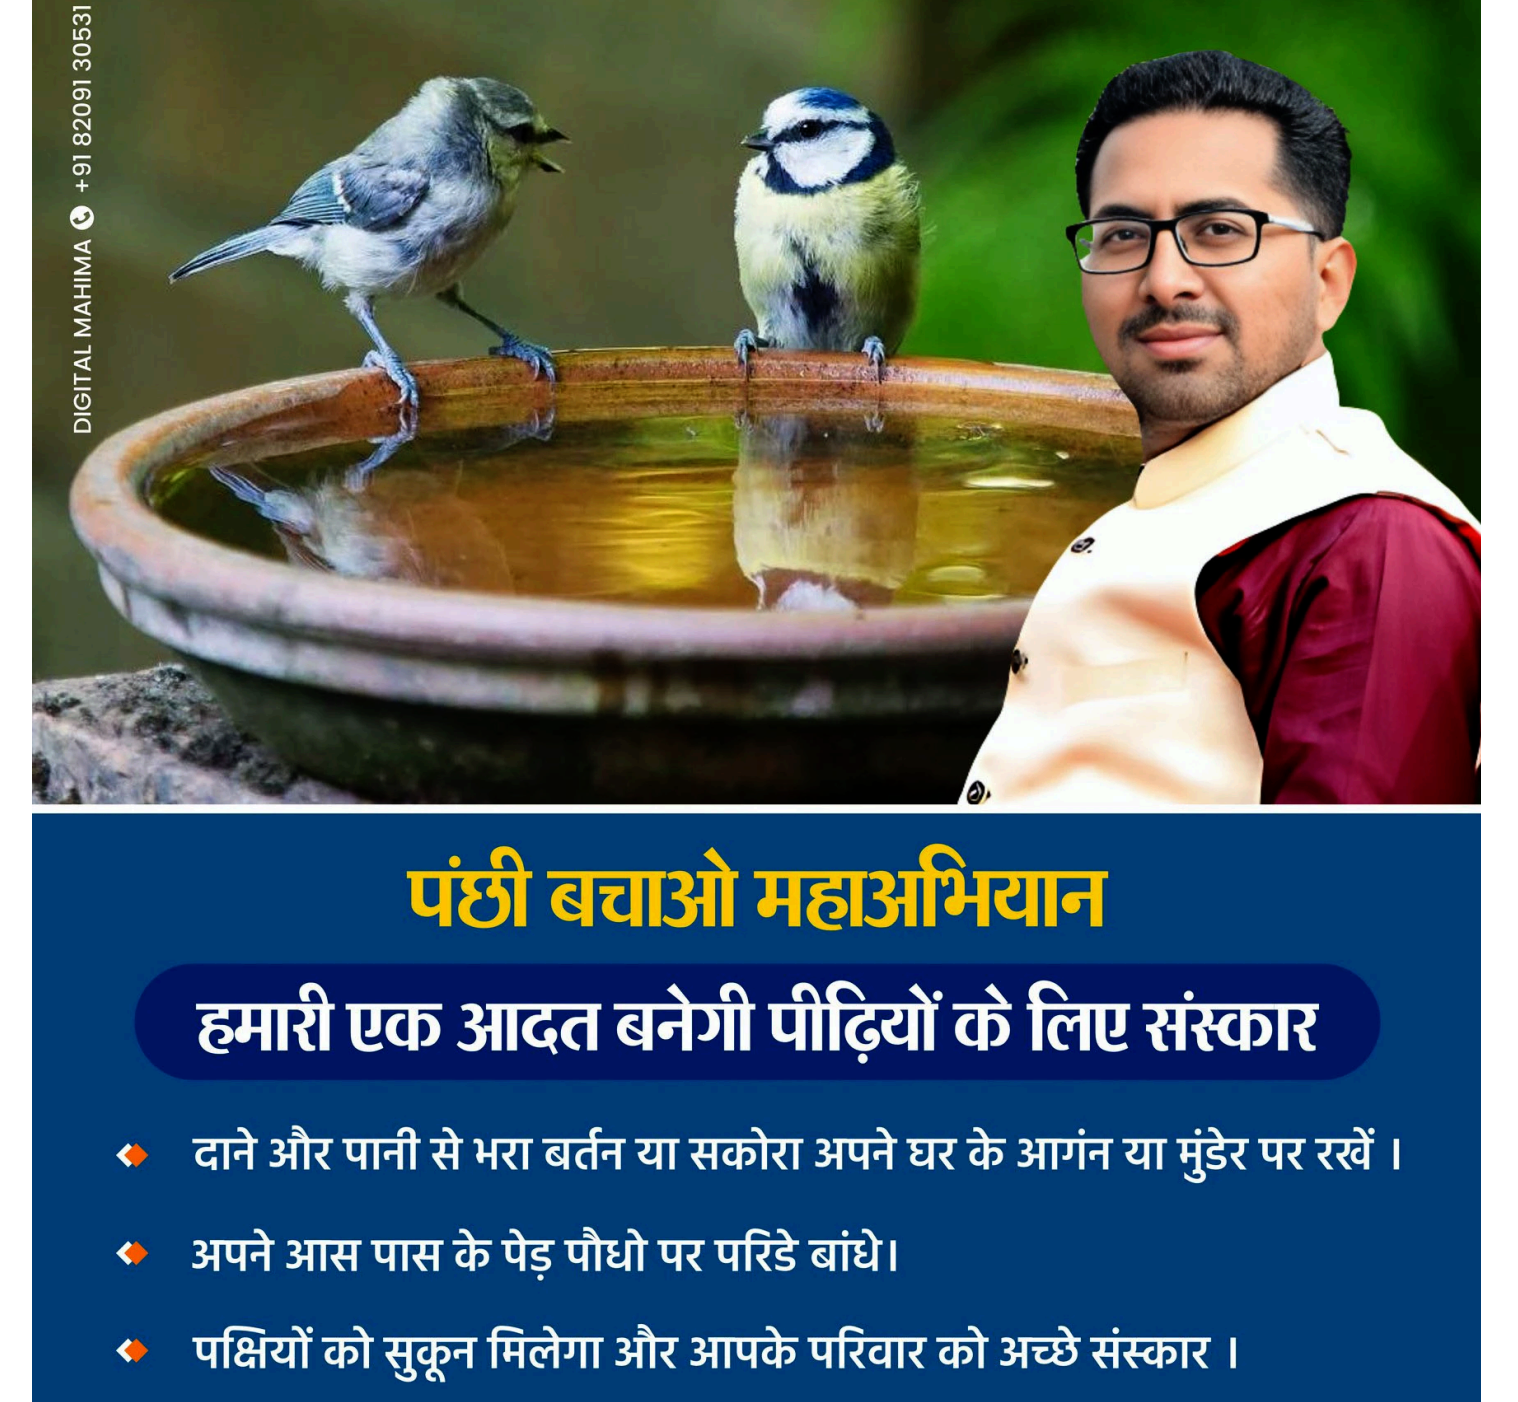 DIGITAL MAHIMA +91 82091 30531
पंछी बचाओ महाअभियान
हमारी एक आदत बनेगी पीढ़ियों के लिए संस्कार
दाने और पानी से भरा बर्तन या सकोरा अपने घर के आगंन या मुंडेर पर रखें ।
अपने आस पास के पेड़ पौधो पर परिडे बांधे।
पक्षियों को सुकून मिलेगा और आपके परिवार को अच्छे संस्कार ।